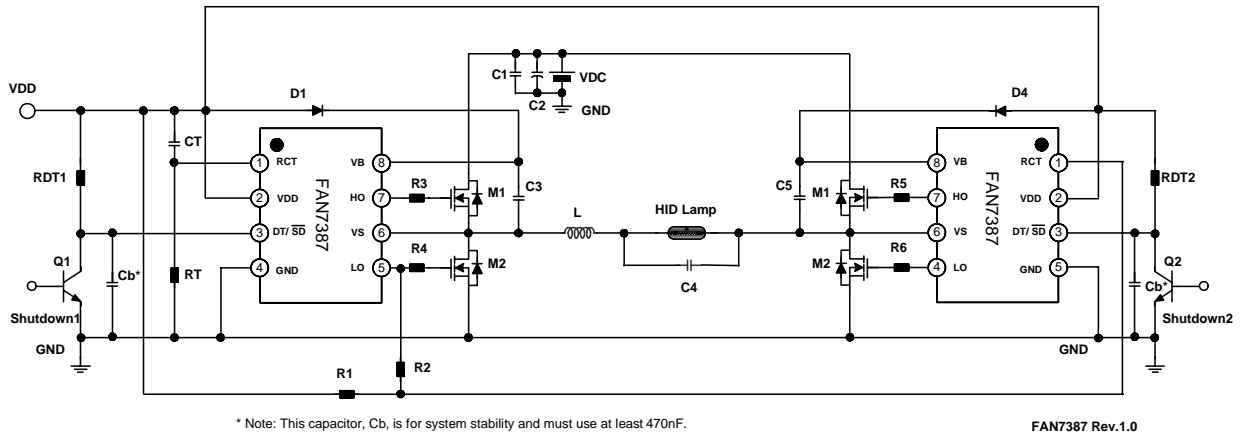 VDD
D1
C1
C2
VDC
GND
D4
CT
RDT1
1 RCT
2 VDD
3 DT/ SD
4 GND
FAN7387
VB 8
HO 7
VS 6
LO 5
R3
M1
C3
R4
M2
L
HID Lamp
C4
C5
M1
R5
M2
R6
8 VB
7 HO
6 VS
4 LO
FAN7387
RCT 1
VDD 2
DT/ SD 3
GND 5
RDT2
Q1
Cb*
RT
Shutdown1
GND
Q2
Cb*
Shutdown2
GND
R1
R2
* Note: This capacitor, Cb, is for system stability and must use at least 470nF.
FAN7387 Rev.1.0